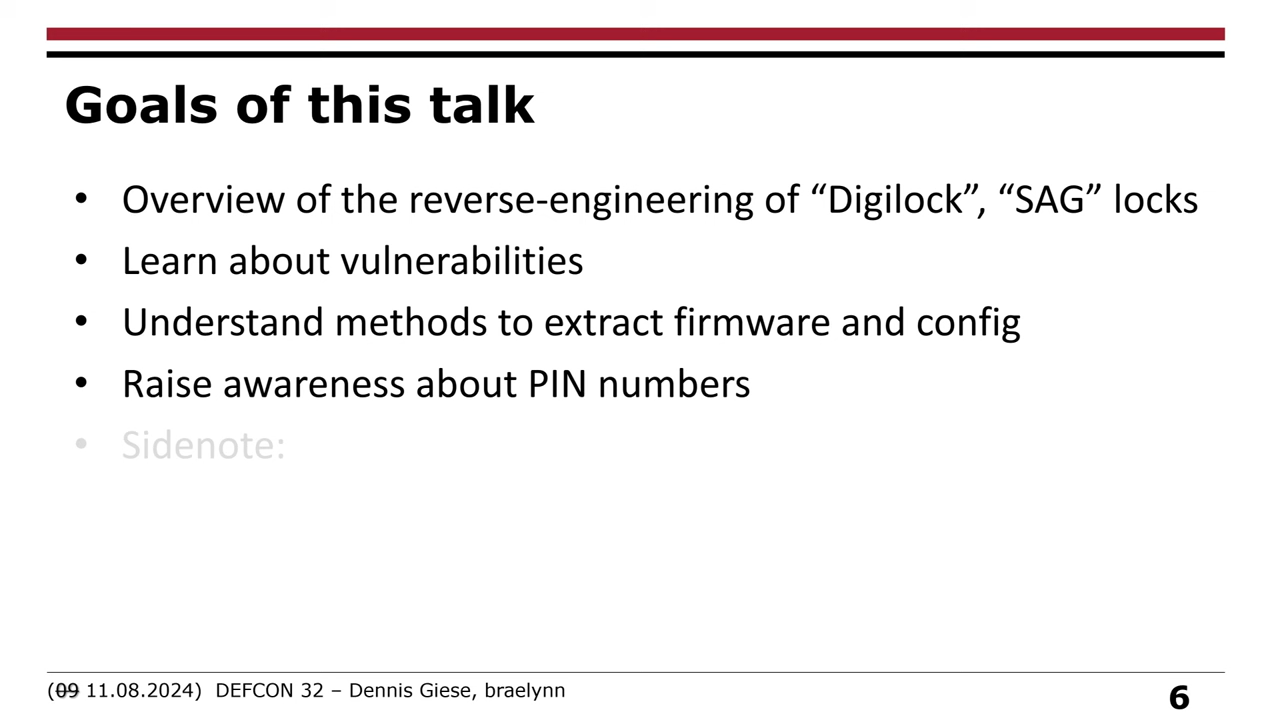 Goals of this talk
• Overview of the reverse-engineering of “Digilock”, “SAG” locks
• Learn about vulnerabilities
• Understand methods to extract firmware and config
• Raise awareness about PIN numbers
• Sidenote:
(09 11.08.2024) DEFCON 32 – Dennis Giese, braelynn
6